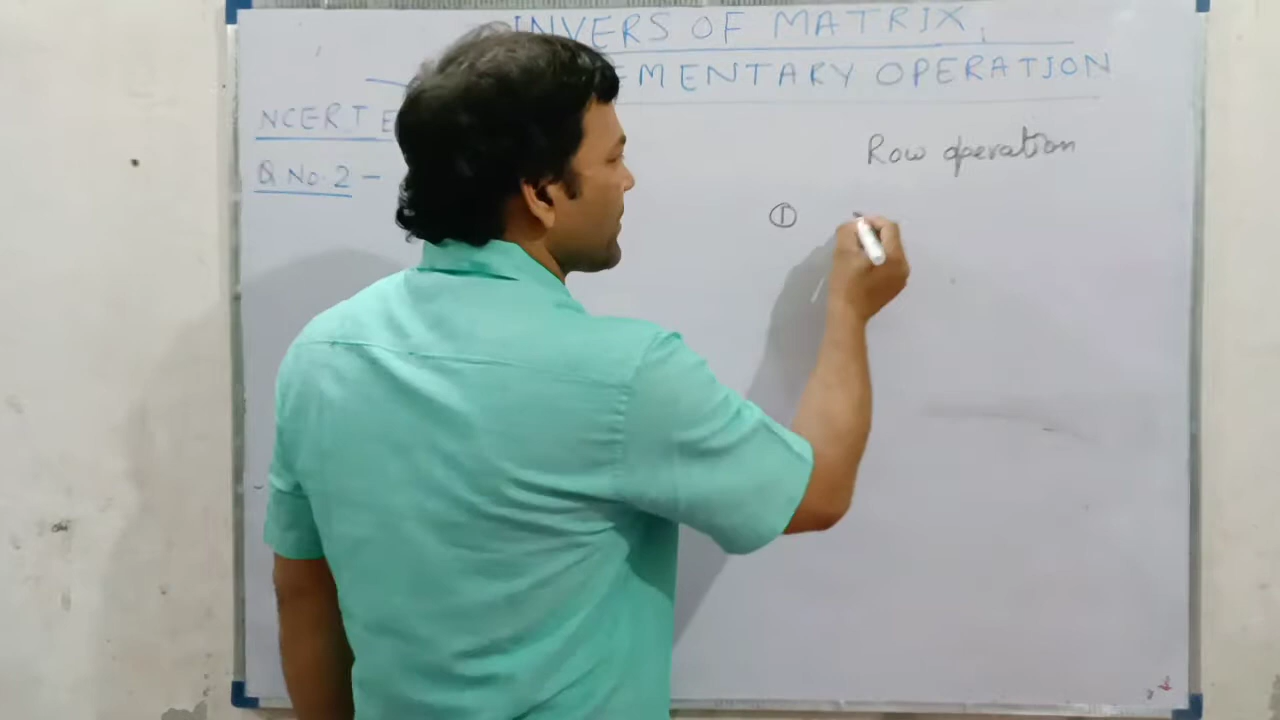 INVERS OF MATRIX,
EMENTARY OPERATION
NCERT E
Q No. 2 -
Row operation
①